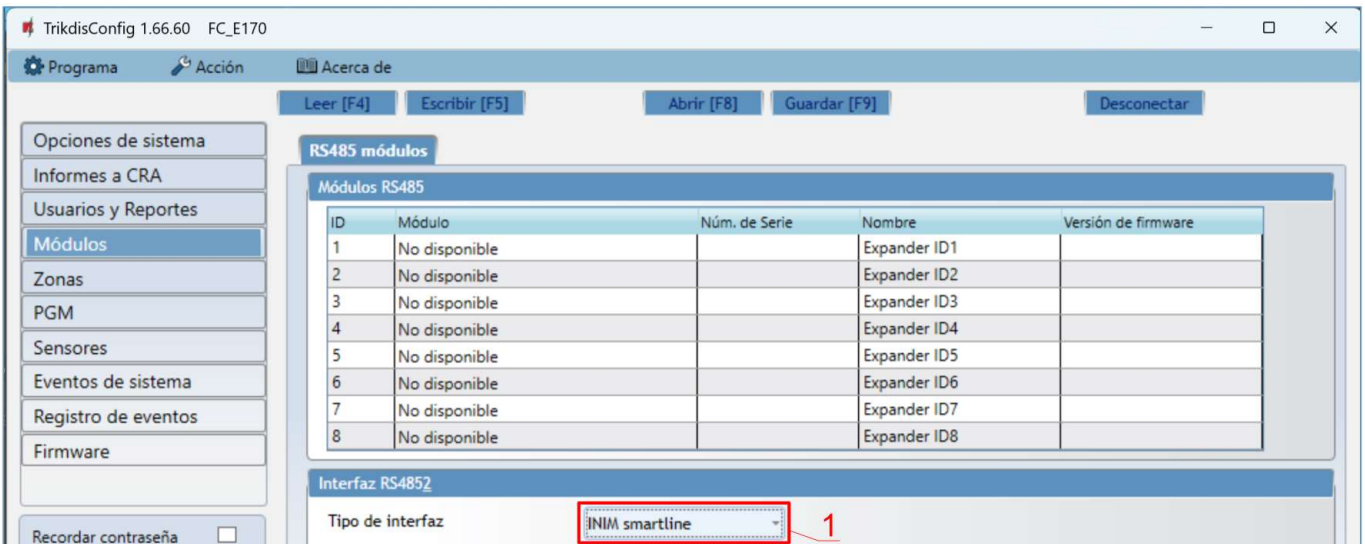 TrikdisConfig 1.66.60 FC_E170
Programa Acción Acerca de
Leer [F4] Escribir [F5] Abrir [F8] Guardar [F9] Desconectar
Opciones de sistema
Informes a CRA
Usuarios y Reportes
Módulos
Zonas
PGM
Sensores
Eventos de sistema
Registro de eventos
Firmware
Recordar contraseña
RS485 módulos
Módulos RS485
ID Módulo Núm. de Serie Nombre Versión de firmware
1 No disponible Expander ID1
2 No disponible Expander ID2
3 No disponible Expander ID3
4 No disponible Expander ID4
5 No disponible Expander ID5
6 No disponible Expander ID6
7 No disponible Expander ID7
8 No disponible Expander ID8
Interfaz RS4852
Tipo de interfaz INIM smartline 1